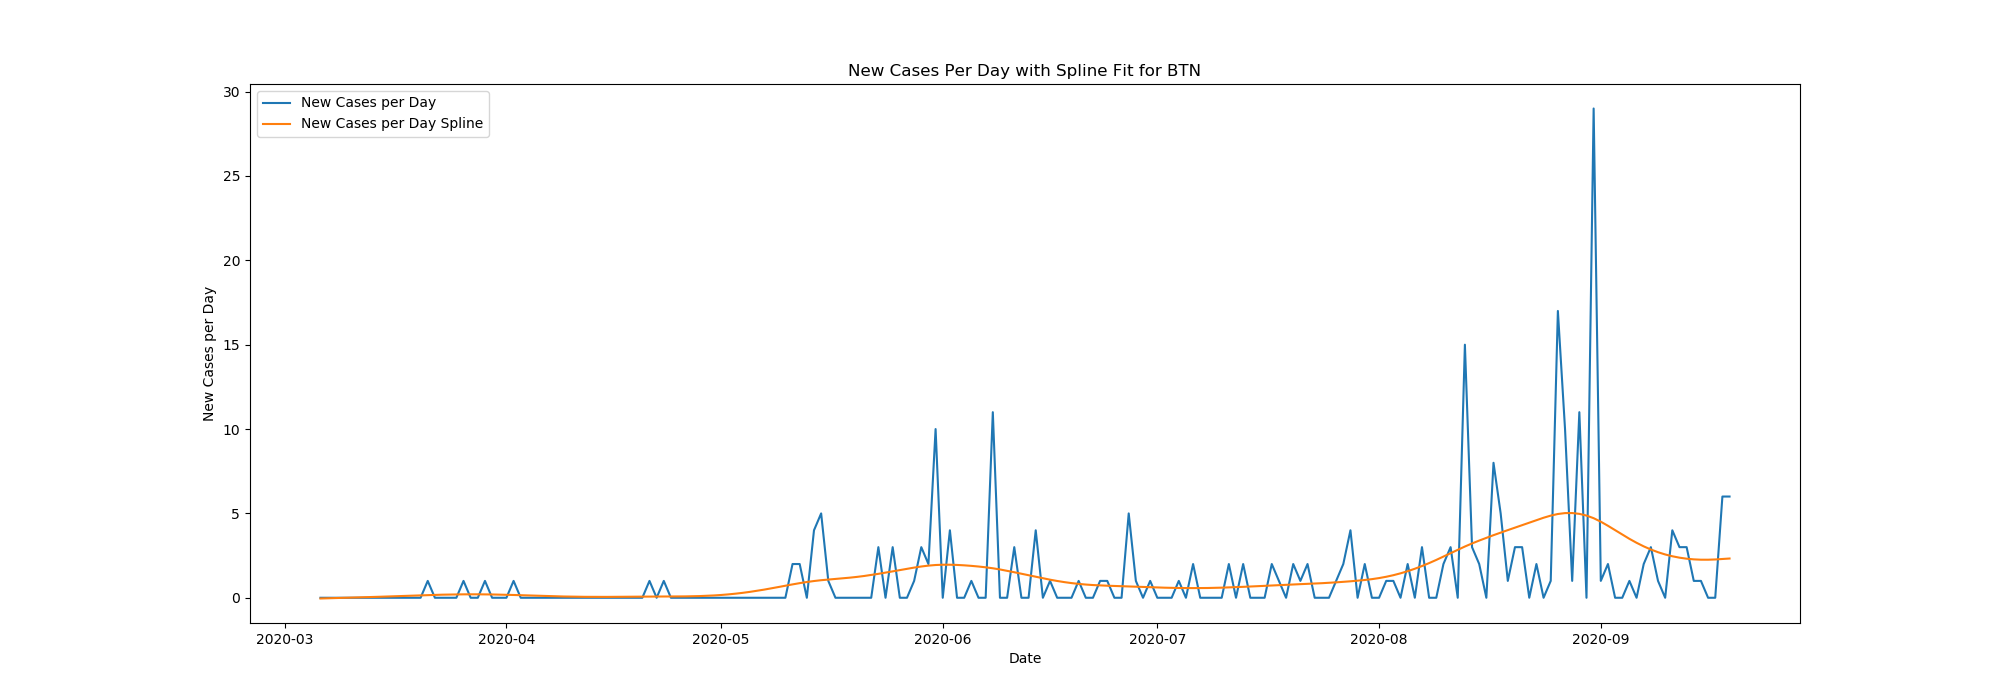 New Cases Per Day with Spline Fit for BTN
New Cases per Day
New Cases per Day Spline
30
25
20
15
10
5
0
New Cases per Day
2020-03 2020-04 2020-05 2020-06 2020-07 2020-08 2020-09
Date